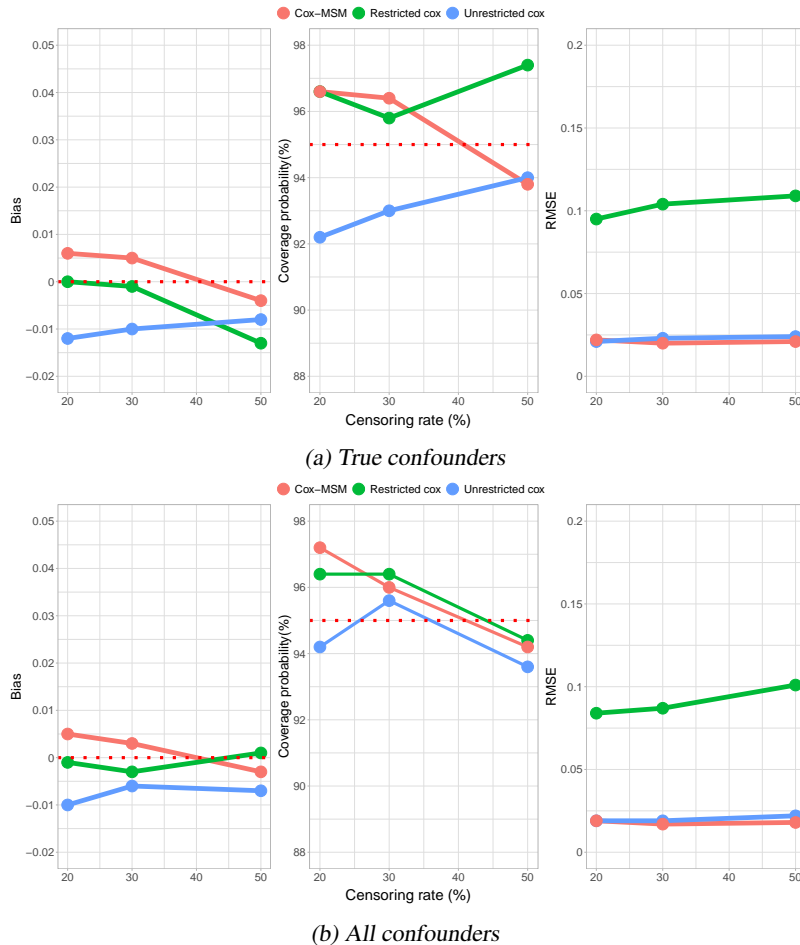 Cox−MSM Restricted cox Unrestricted cox
0.05
0.04
0.03
0.02
0.01
0
−0.01
−0.02
Bias
20 30 40 50
98
96
94
92
90
88
Coverage probability(%)
20 30 40 50
Censoring rate (%)
0.2
0.15
0.1
0.05
0
RMSE
20 30 40 50
(a) True confounders
Cox−MSM Restricted cox Unrestricted cox
0.05
0.04
0.03
0.02
0.01
0
−0.01
−0.02
Bias
20 30 40 50
98
96
94
92
90
88
Coverage probability(%)
20 30 40 50
Censoring rate (%)
0.2
0.15
0.1
0.05
0
RMSE
20 30 40 50
(b) All confounders